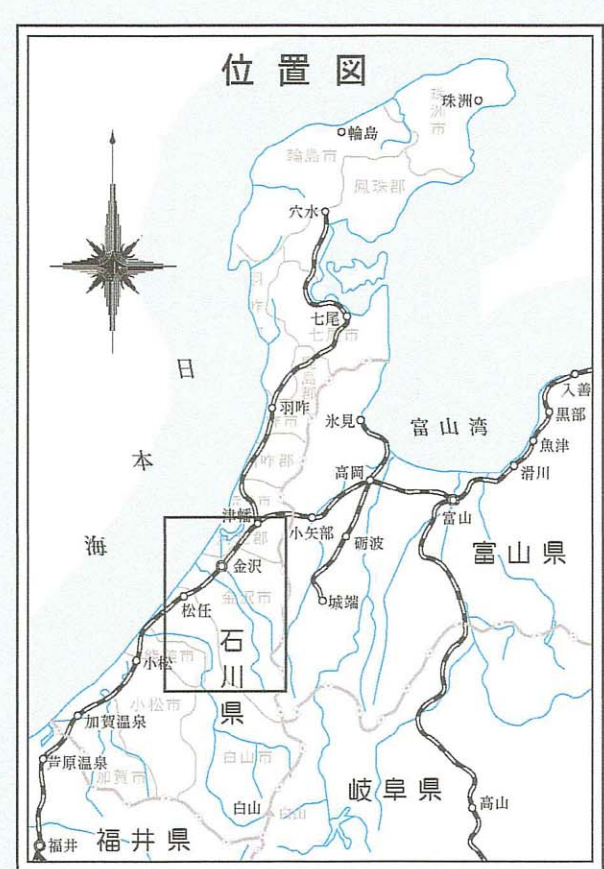 位置図
珠洲
珠洲市
輪島
輪島市
鳳珠郡
穴水
七尾
七尾市
日本海
羽咋
氷見
富山湾
入善
黒部
魚津
滑川
高岡
富山
津幡
小矢部
砺波
富山県
金沢
金沢市
城端
松任
石川県
小松
小松市
加賀温泉
白山市
芦原温泉
加賀市
白山
白山
岐阜県
高山
福井
福井県